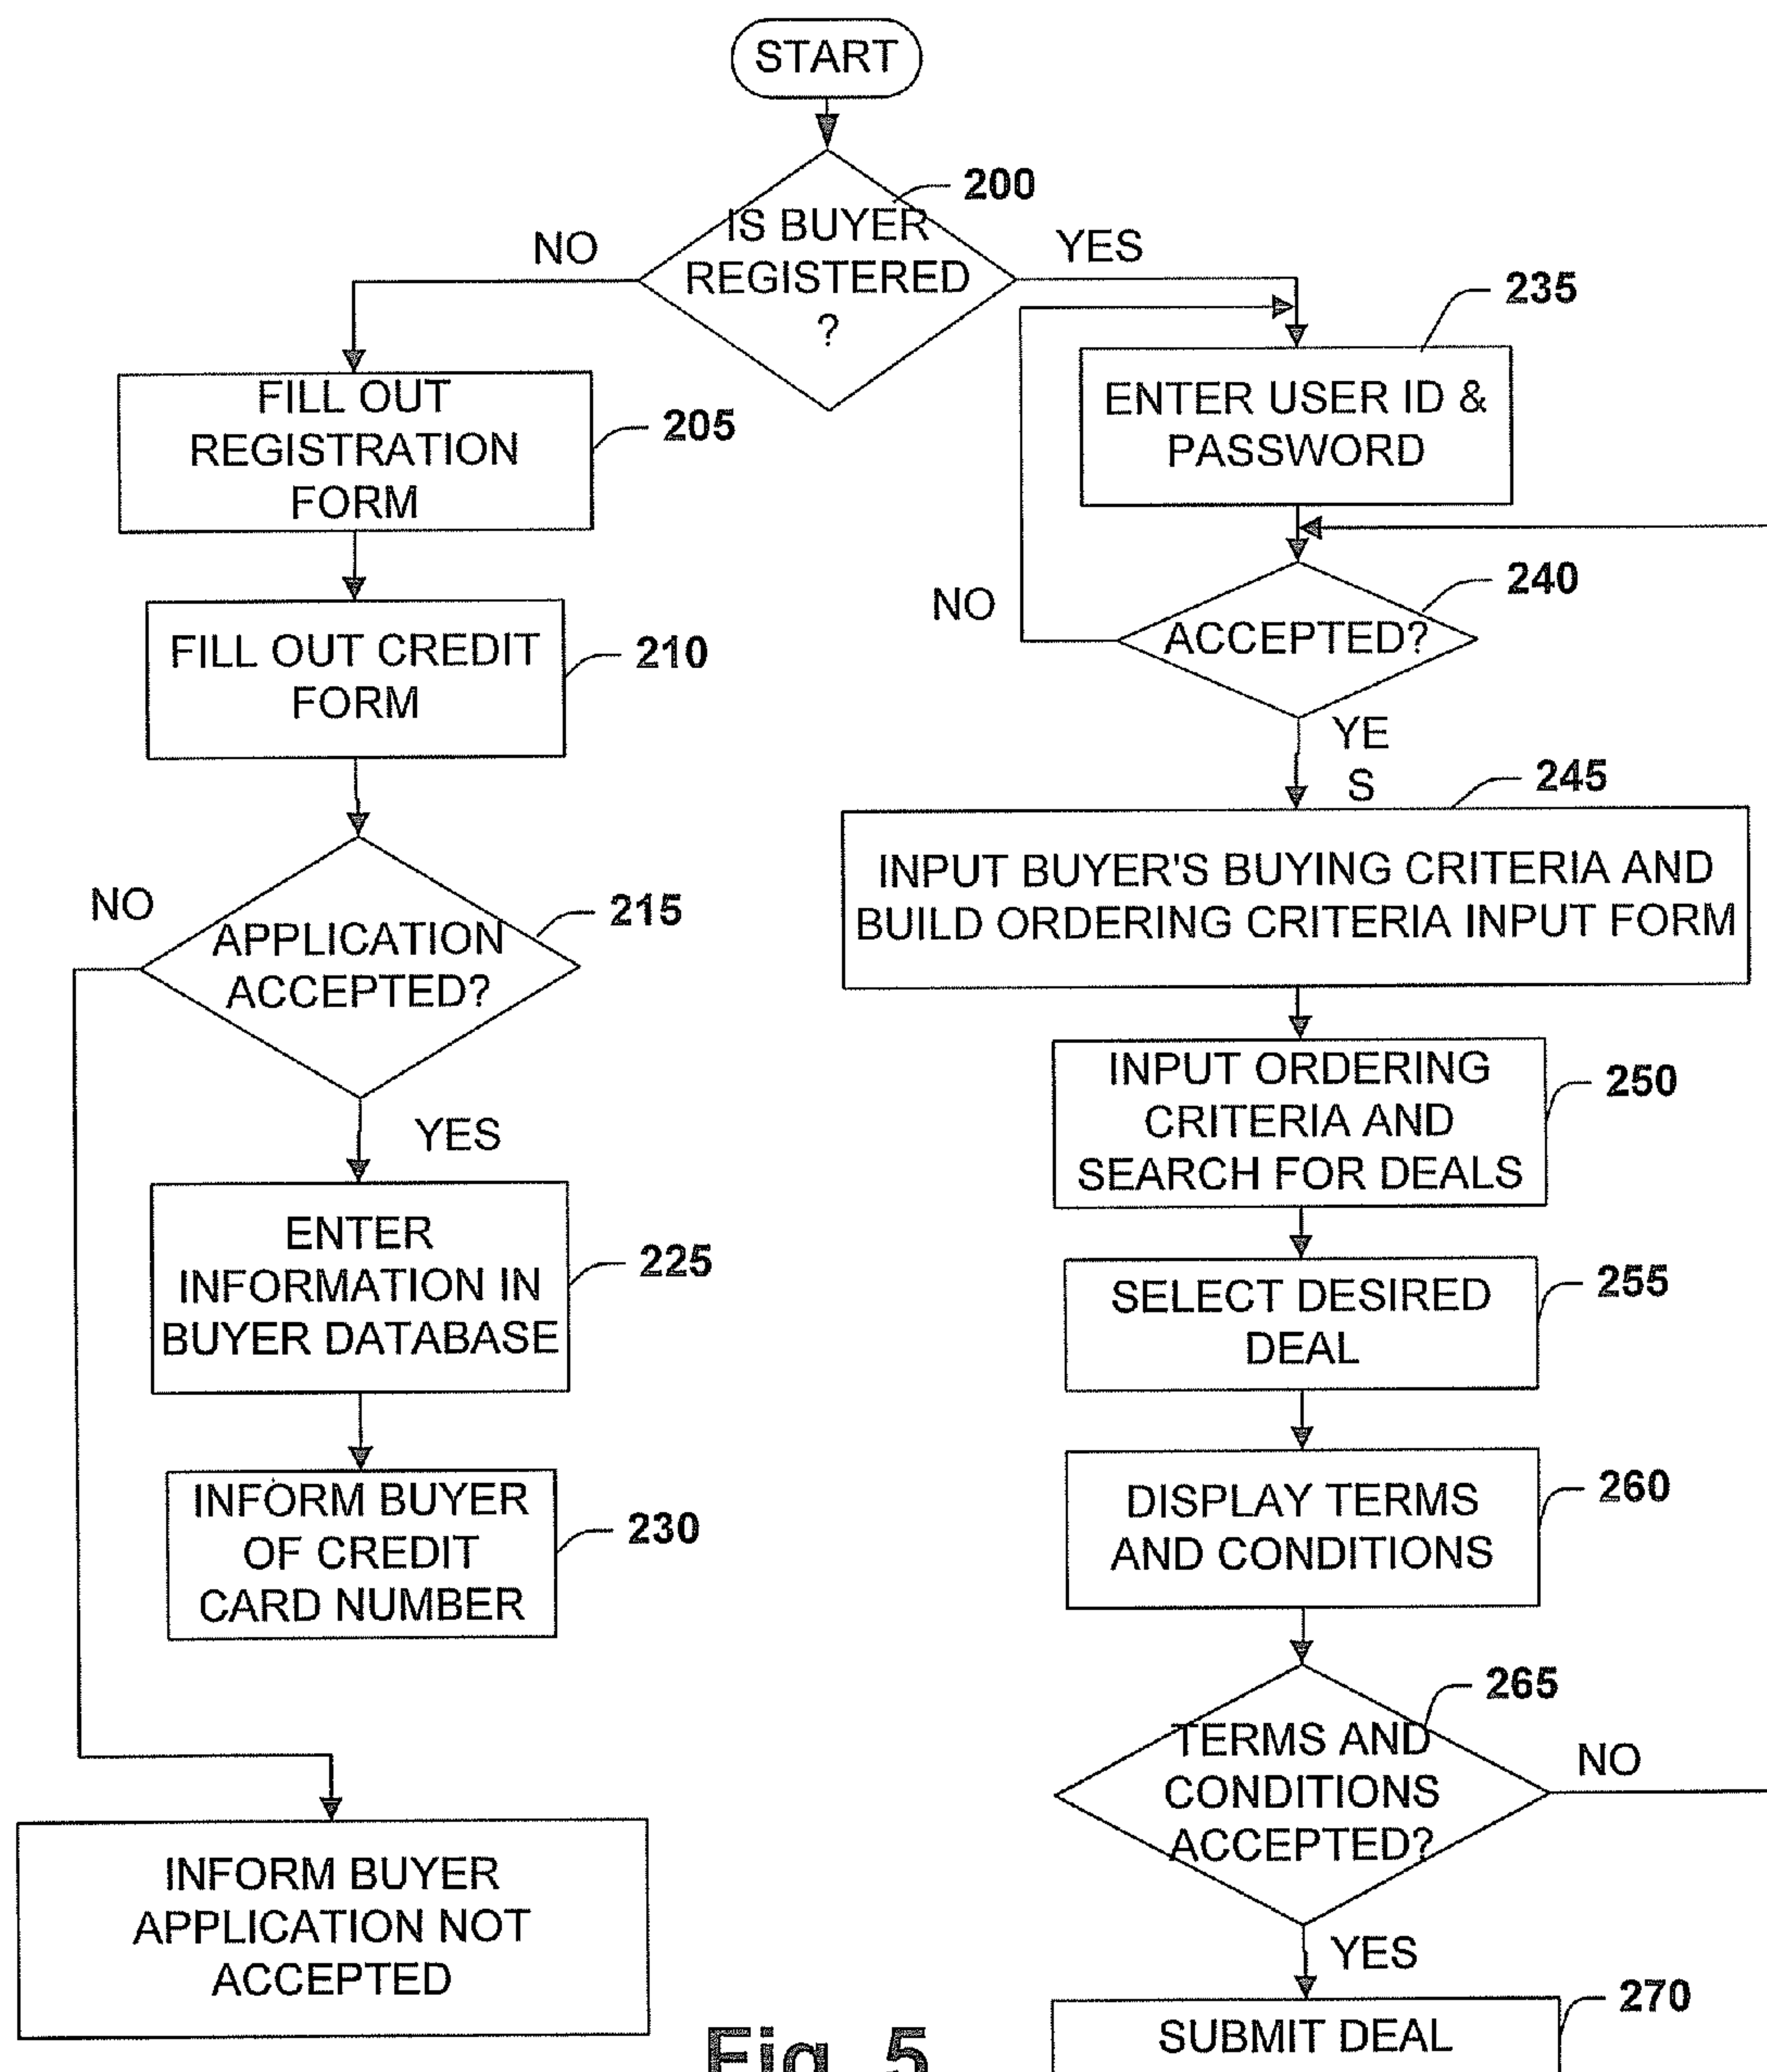 START
200
IS BUYER
REGISTERED
?
NO
YES
FILL OUT
REGISTRATION
FORM
205
FILL OUT CREDIT
FORM
210
NO
APPLICATION
ACCEPTED?
215
YES
ENTER
INFORMATION IN
BUYER DATABASE
225
INFORM BUYER
OF CREDIT
CARD NUMBER
230
INFORM BUYER
APPLICATION NOT
ACCEPTED
235
ENTER USER ID &
PASSWORD
240
NO
ACCEPTED?
YE
S
245
INPUT BUYER'S BUYING CRITERIA AND
BUILD ORDERING CRITERIA INPUT FORM
INPUT ORDERING
CRITERIA AND
SEARCH FOR DEALS
250
SELECT DESIRED
DEAL
255
DISPLAY TERMS
AND CONDITIONS
260
265
TERMS AND
CONDITIONS
ACCEPTED?
NO
YES
270
SUBMIT DEAL
Fig. 5